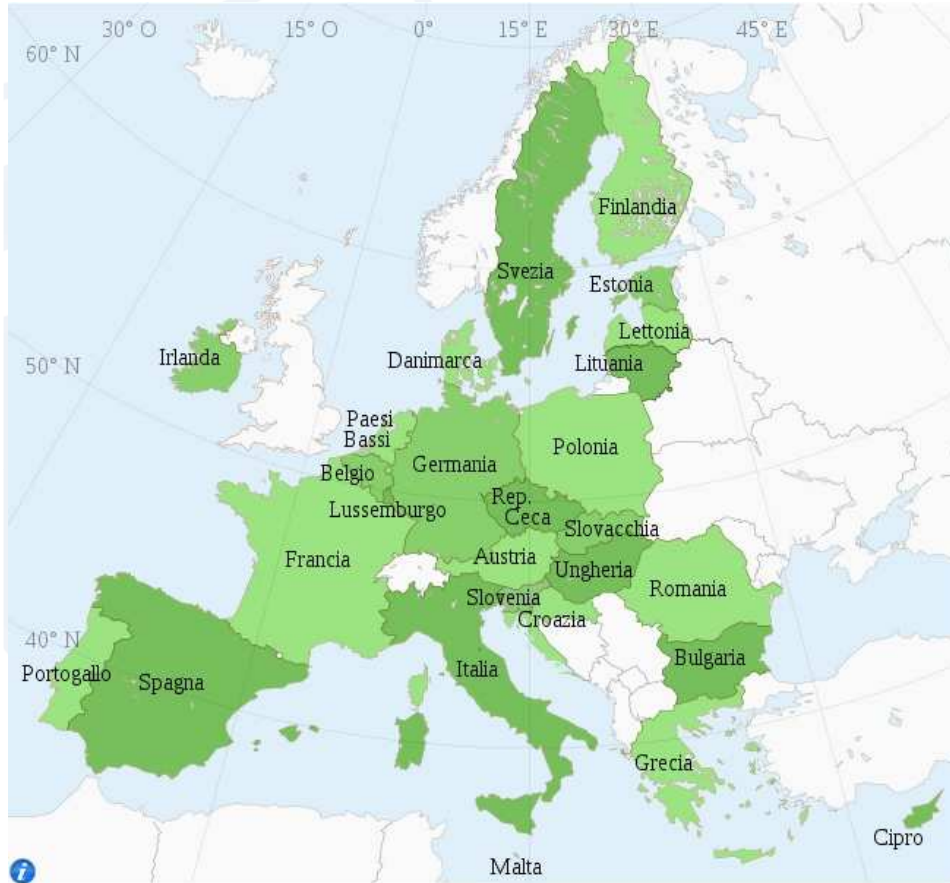 30° O
15° O
0°
15° E
30° E
45° E
60° N
Finlandia
Svezia
Estonia
Lettonia
Irlanda
Danimarca
Lituania
50° N
Paesi
Bassi
Polonia
Belgio
Germania
Rep.
Ceca
Lussemburgo
Slovacchia
Francia
Austria
Ungheria
Romania
Slovenia
Croazia
40° N
Bulgaria
Portogallo
Spagna
Italia
Grecia
Cipro
Malta
i